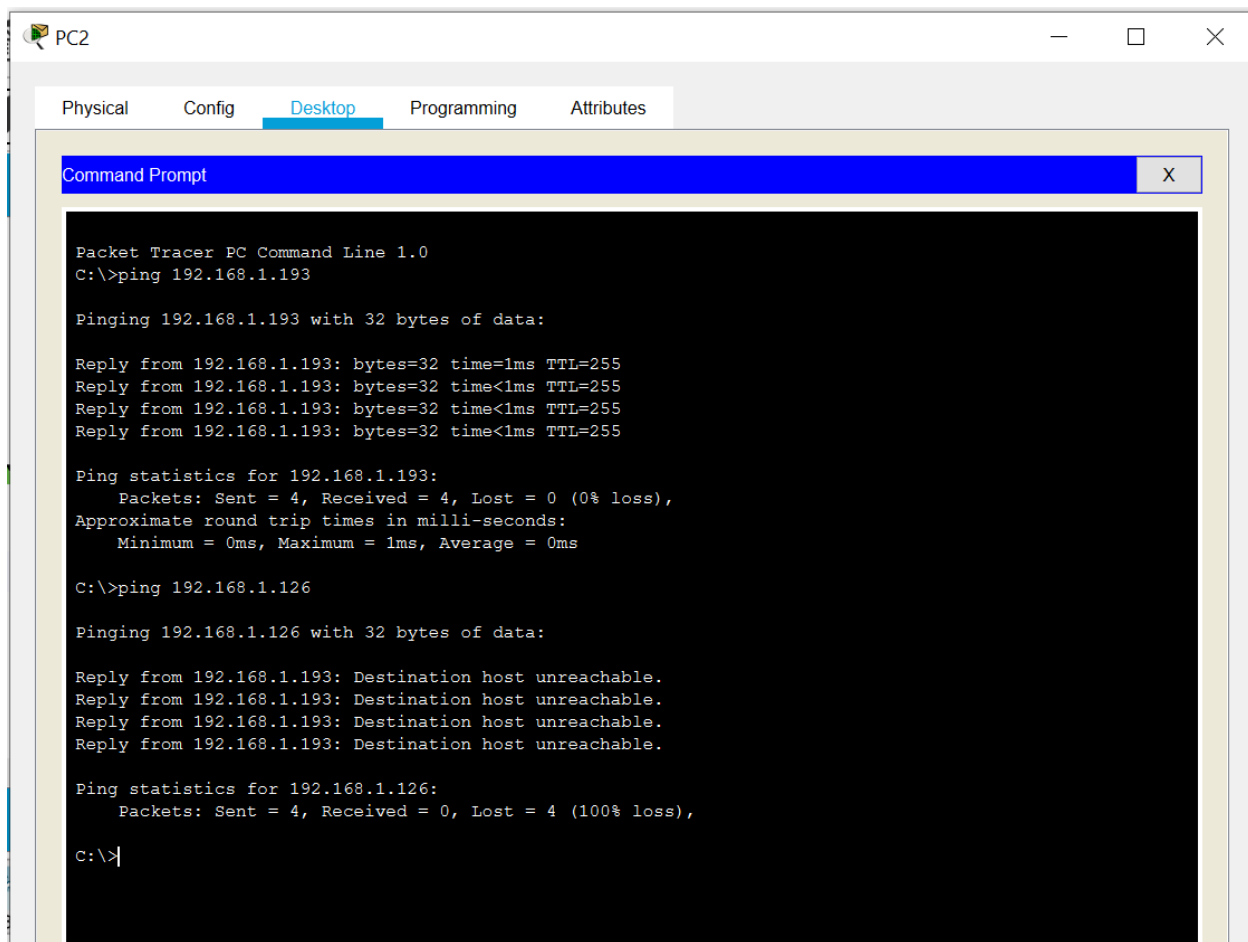 PC2
Physical Config Desktop Programming Attributes
Command Prompt X
Packet Tracer PC Command Line 1.0
C:\>ping 192.168.1.193
Pinging 192.168.1.193 with 32 bytes of data:
Reply from 192.168.1.193: bytes=32 time=1ms TTL=255
Reply from 192.168.1.193: bytes=32 time<1ms TTL=255
Reply from 192.168.1.193: bytes=32 time<1ms TTL=255
Reply from 192.168.1.193: bytes=32 time<1ms TTL=255
Ping statistics for 192.168.1.193:
Packets: Sent = 4, Received = 4, Lost = 0 (0% loss),
Approximate round trip times in milli-seconds:
Minimum = 0ms, Maximum = 1ms, Average = 0ms
C:\>ping 192.168.1.126
Pinging 192.168.1.126 with 32 bytes of data:
Reply from 192.168.1.193: Destination host unreachable.
Reply from 192.168.1.193: Destination host unreachable.
Reply from 192.168.1.193: Destination host unreachable.
Reply from 192.168.1.193: Destination host unreachable.
Ping statistics for 192.168.1.126:
Packets: Sent = 4, Received = 0, Lost = 4 (100% loss),
C:\>